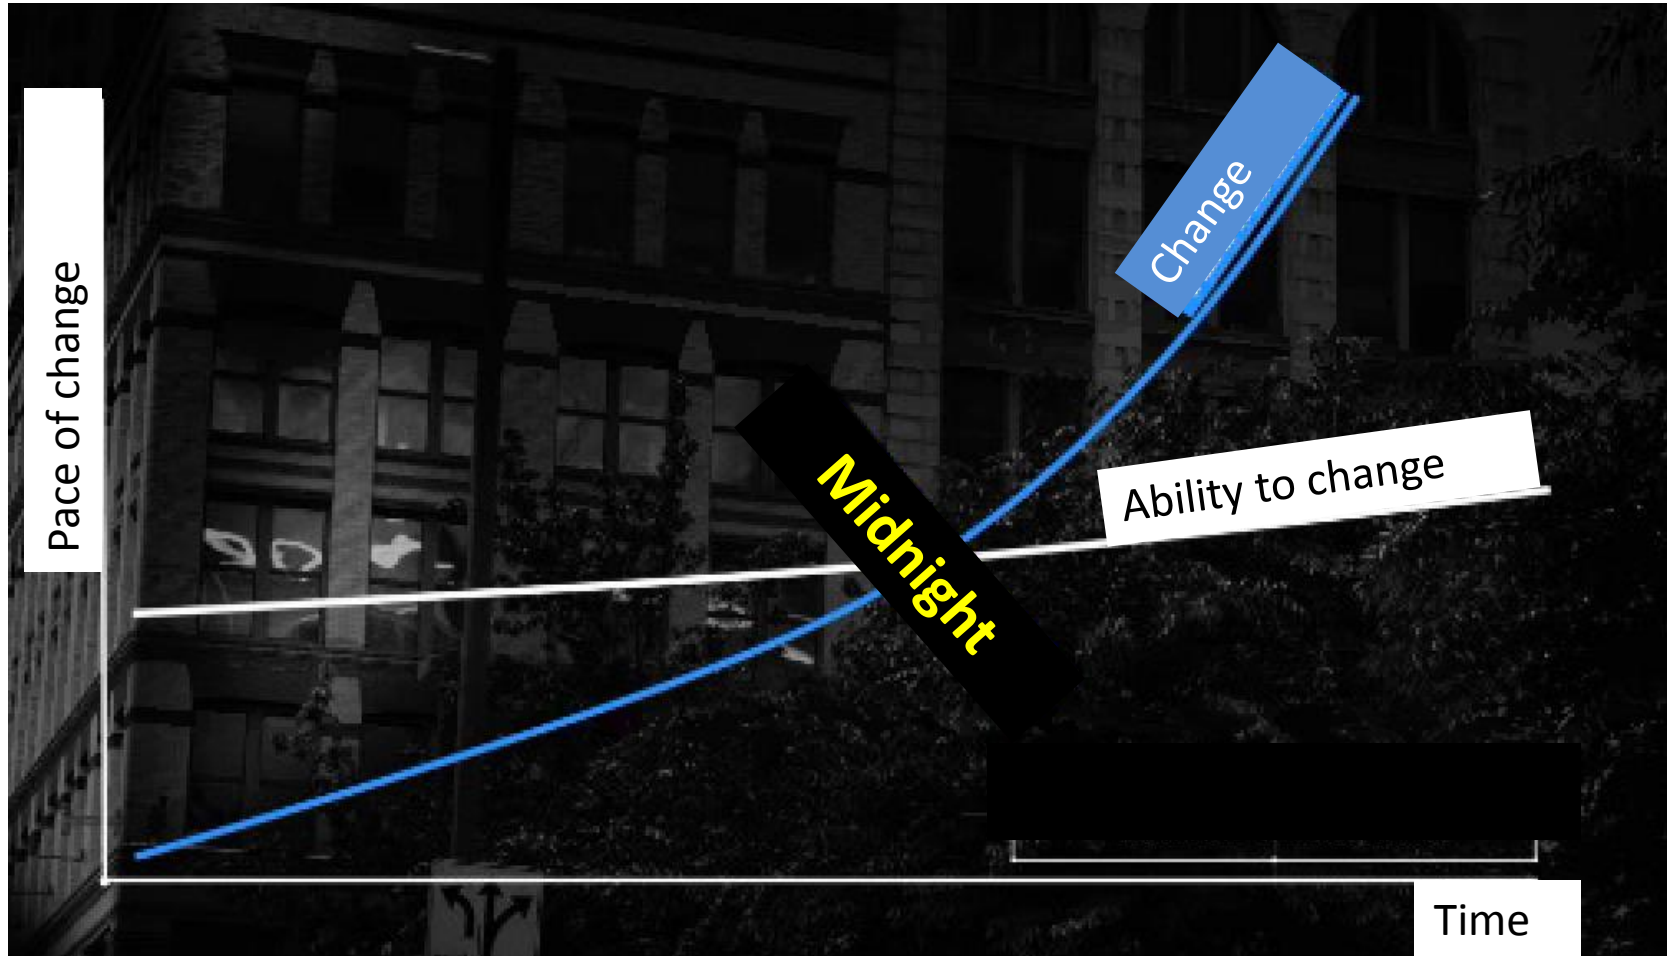 Pace of change
Change
Ability to change
Midnight
Time